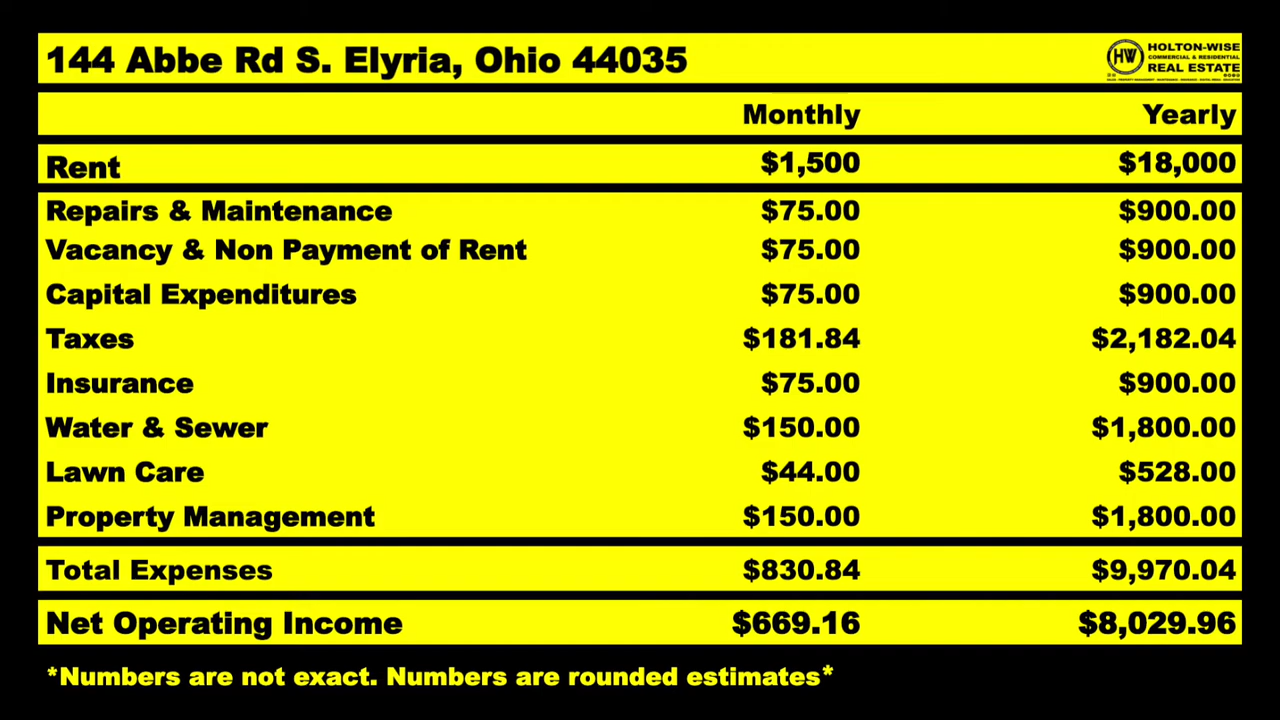 144 Abbe Rd S. Elyria, Ohio 44035
HW
HOLTON-WISE
COMMERCIAL & RESIDENTIAL
REAL ESTATE
Monthly Yearly
Rent $1,500 $18,000
Repairs & Maintenance $75.00 $900.00
Vacancy & Non Payment of Rent $75.00 $900.00
Capital Expenditures $75.00 $900.00
Taxes $181.84 $2,182.04
Insurance $75.00 $900.00
Water & Sewer $150.00 $1,800.00
Lawn Care $44.00 $528.00
Property Management $150.00 $1,800.00
Total Expenses $830.84 $9,970.04
Net Operating Income $669.16 $8,029.96
*Numbers are not exact. Numbers are rounded estimates*